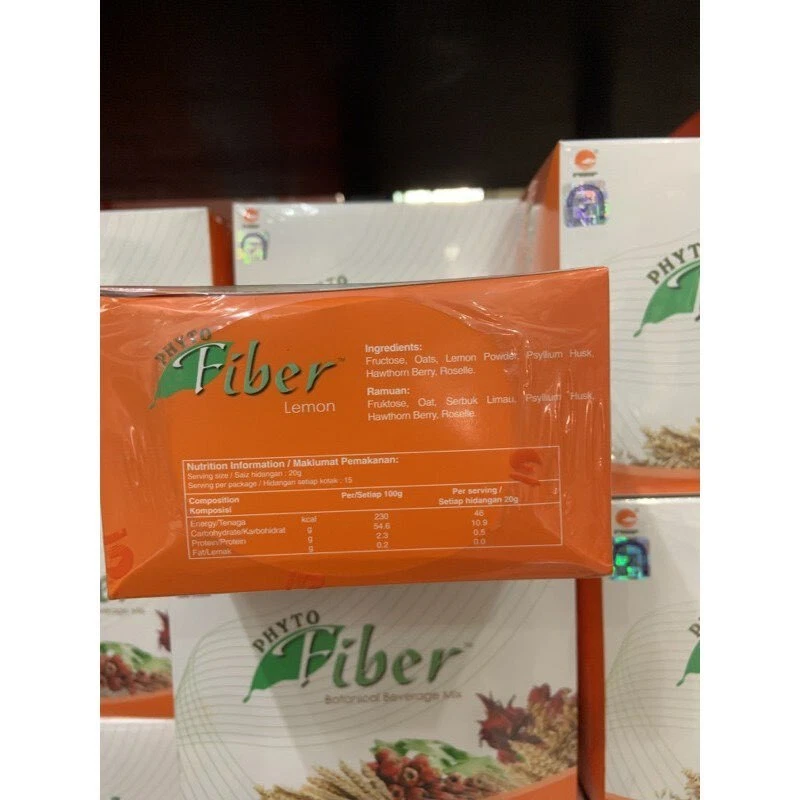 PHYTO
Fiber™
Lemon
Ingredients:
Fructose, Oats, Lemon Powder, Psyllium Husk,
Hawthorn Berry, Roselle.
Ramuan:
Fruktose, Oat, Serbuk Limau, Psyllium Husk,
Hawthorn Berry, Roselle.
Nutrition Information / Maklumat Pemakanan:
Serving size / Saiz hidangan : 20g
Serving per package / Hidangan setiap kotak : 15
Composition Per/Setiap 100g Per serving /
Komposisi Setiap hidangan 20g
Energy/Tenaga kcal 230 46
Carbohydrate/Karbohidrat g 54.6 10.9
Protein/Protein g 2.3 0.5
Fat/Lemak g 0.2 0.0
PHYTO
Fiber™
Botanical Beverage Mix
PHYT